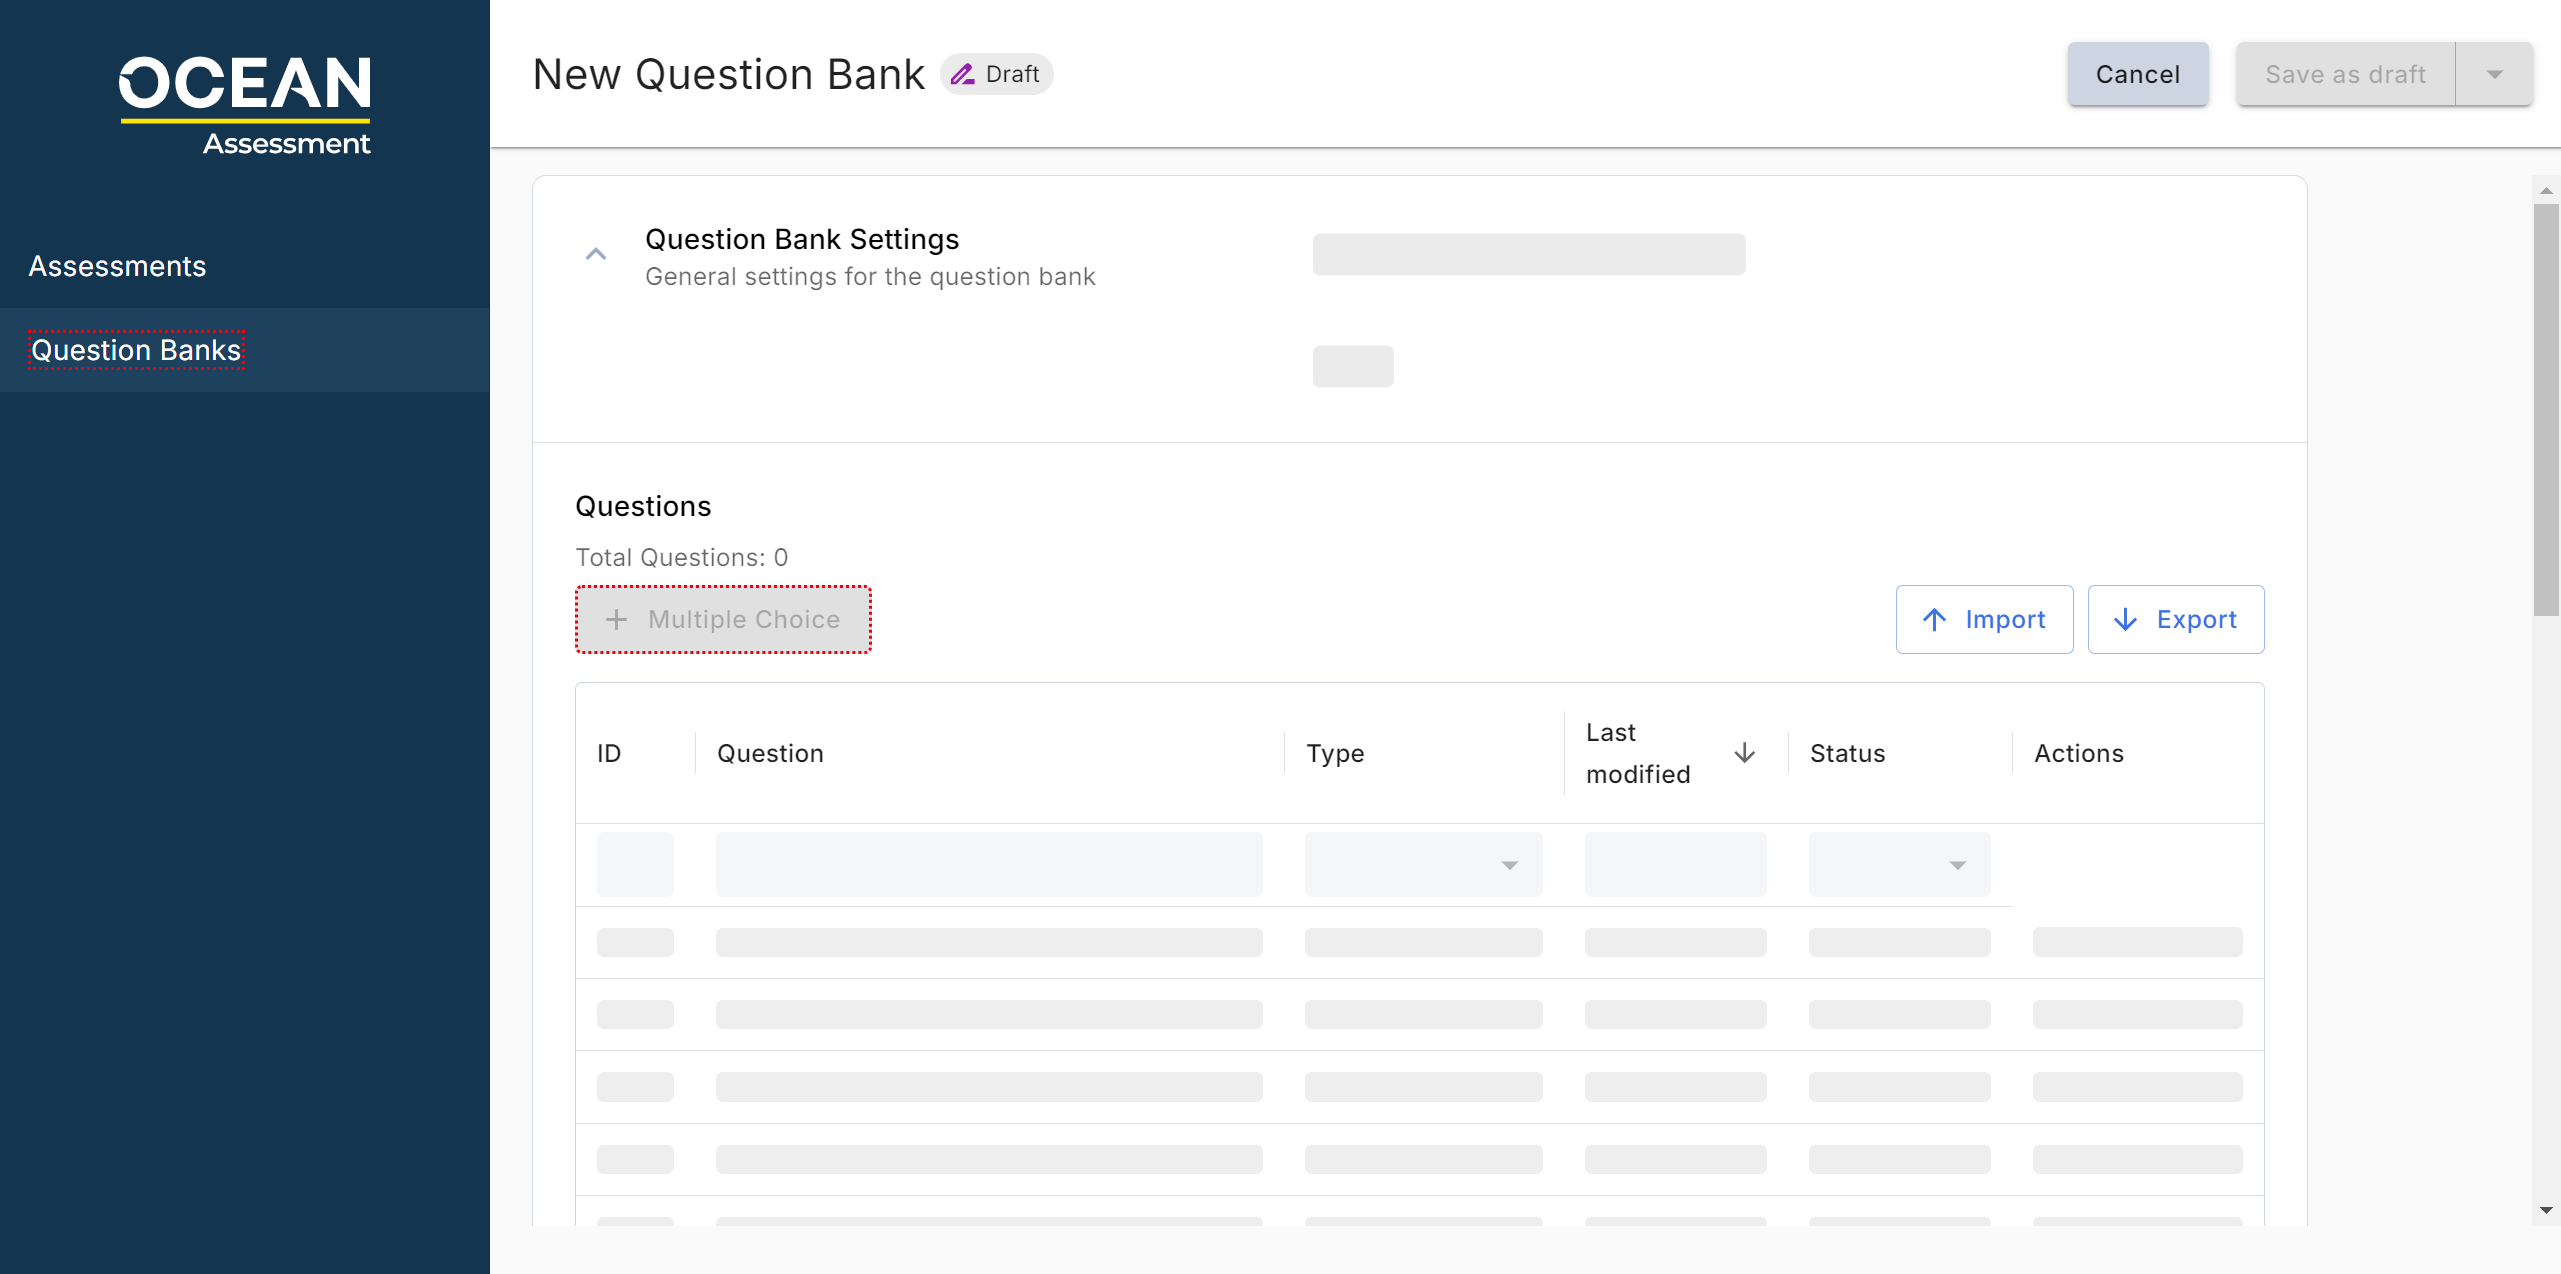 OCEAN
Assessment
Assessments
Question Banks
New Question Bank
Draft
Cancel
Save as draft
Question Bank Settings
General settings for the question bank
Questions
Total Questions: 0
Multiple Choice
Import
Export
ID
Question
Type
Last
modified
Status
Actions